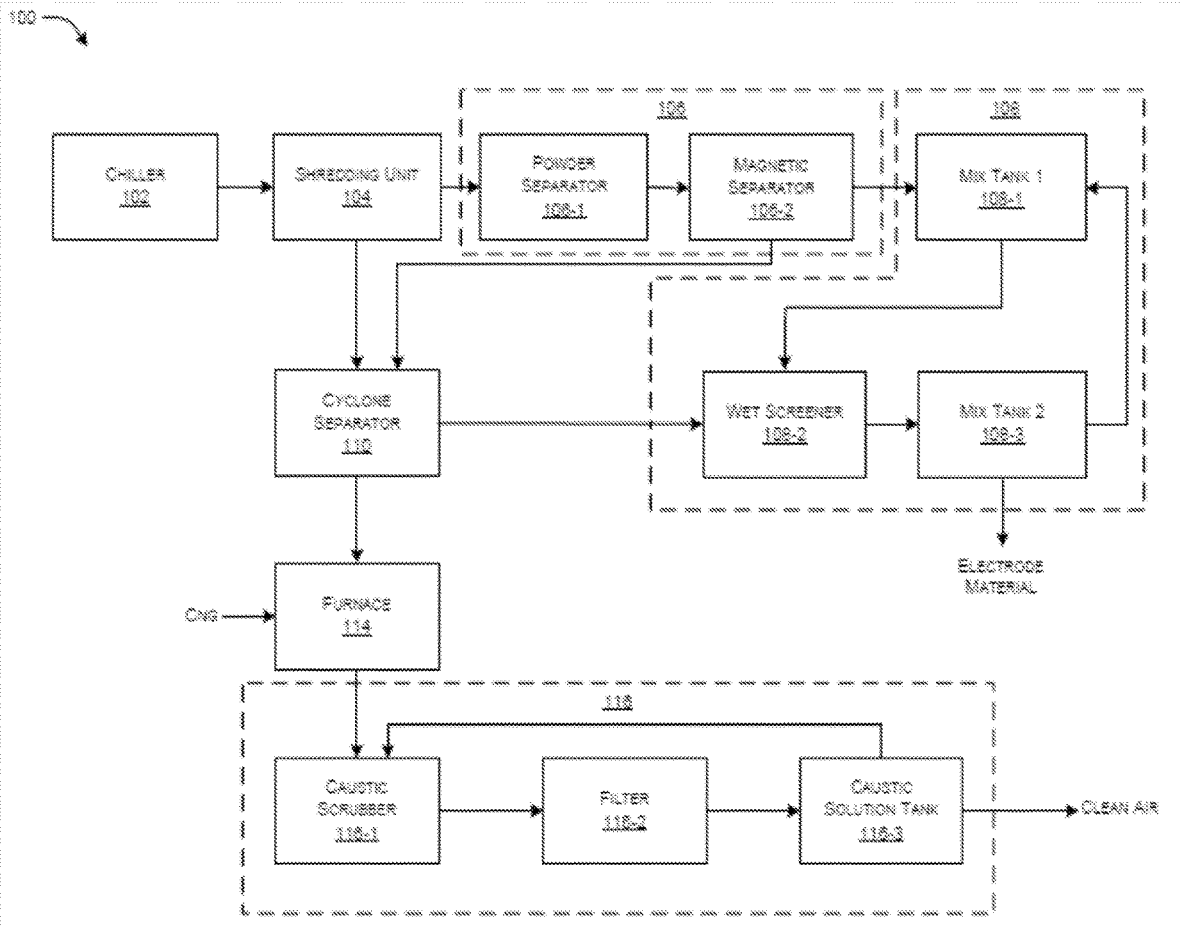 100
106
108
CHILLER
102
SHREDDING UNIT
104
POWDER
SEPARATOR
106-1
MAGNETIC
SEPARATOR
106-2
MIX TANK 1
108-1
CYCLONE
SEPARATOR
110
WET SCREENER
108-2
MIX TANK 2
108-3
ELECTRODE
MATERIAL
CNG
FURNACE
114
116
CAUSTIC
SCRUBBER
116-1
FILTER
116-2
CAUSTIC
SOLUTION TANK
116-3
CLEAN AIR